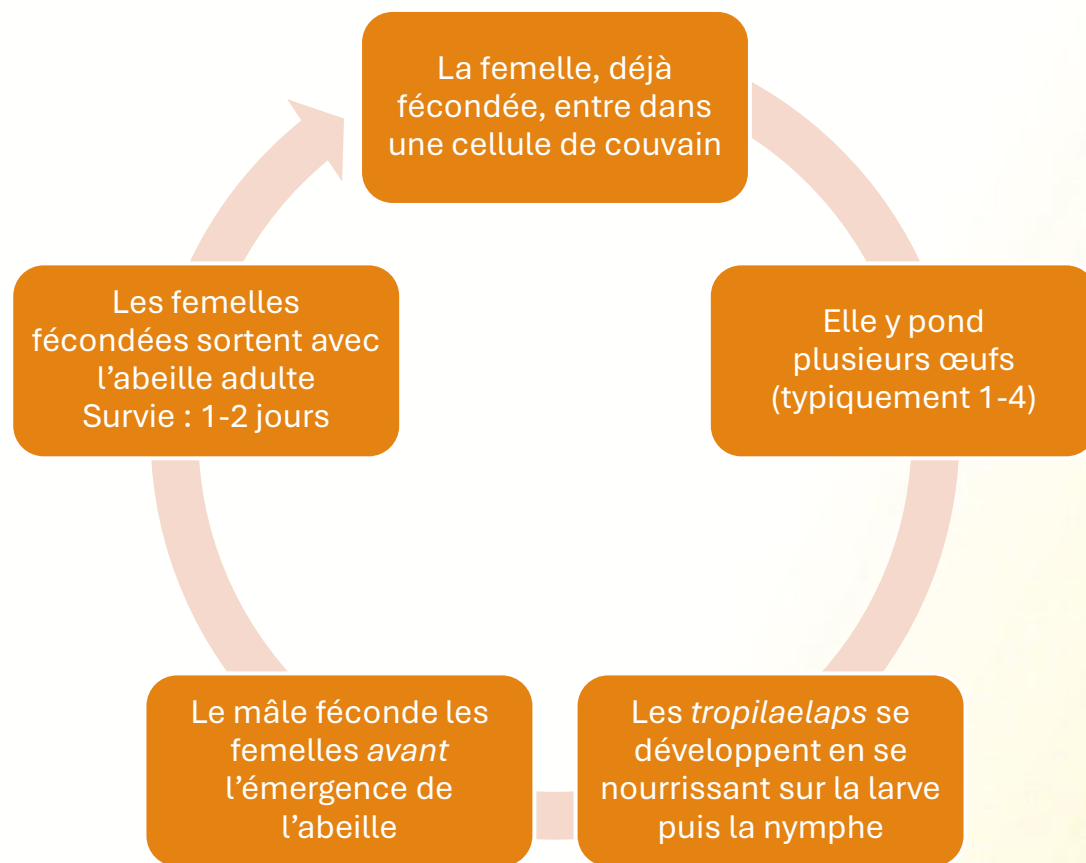 La femelle, déjà
fécondée, entre dans
une cellule de couvain
Elle y pond
plusieurs œufs
(typiquement 1-4)
Les tropilaelaps se
développent en se
nourrissant sur la larve
puis la nymphe
Le mâle féconde les
femelles avant
l’émergence de
l’abeille
Les femelles
fécondées sortent avec
l’abeille adulte
Survie : 1-2 jours